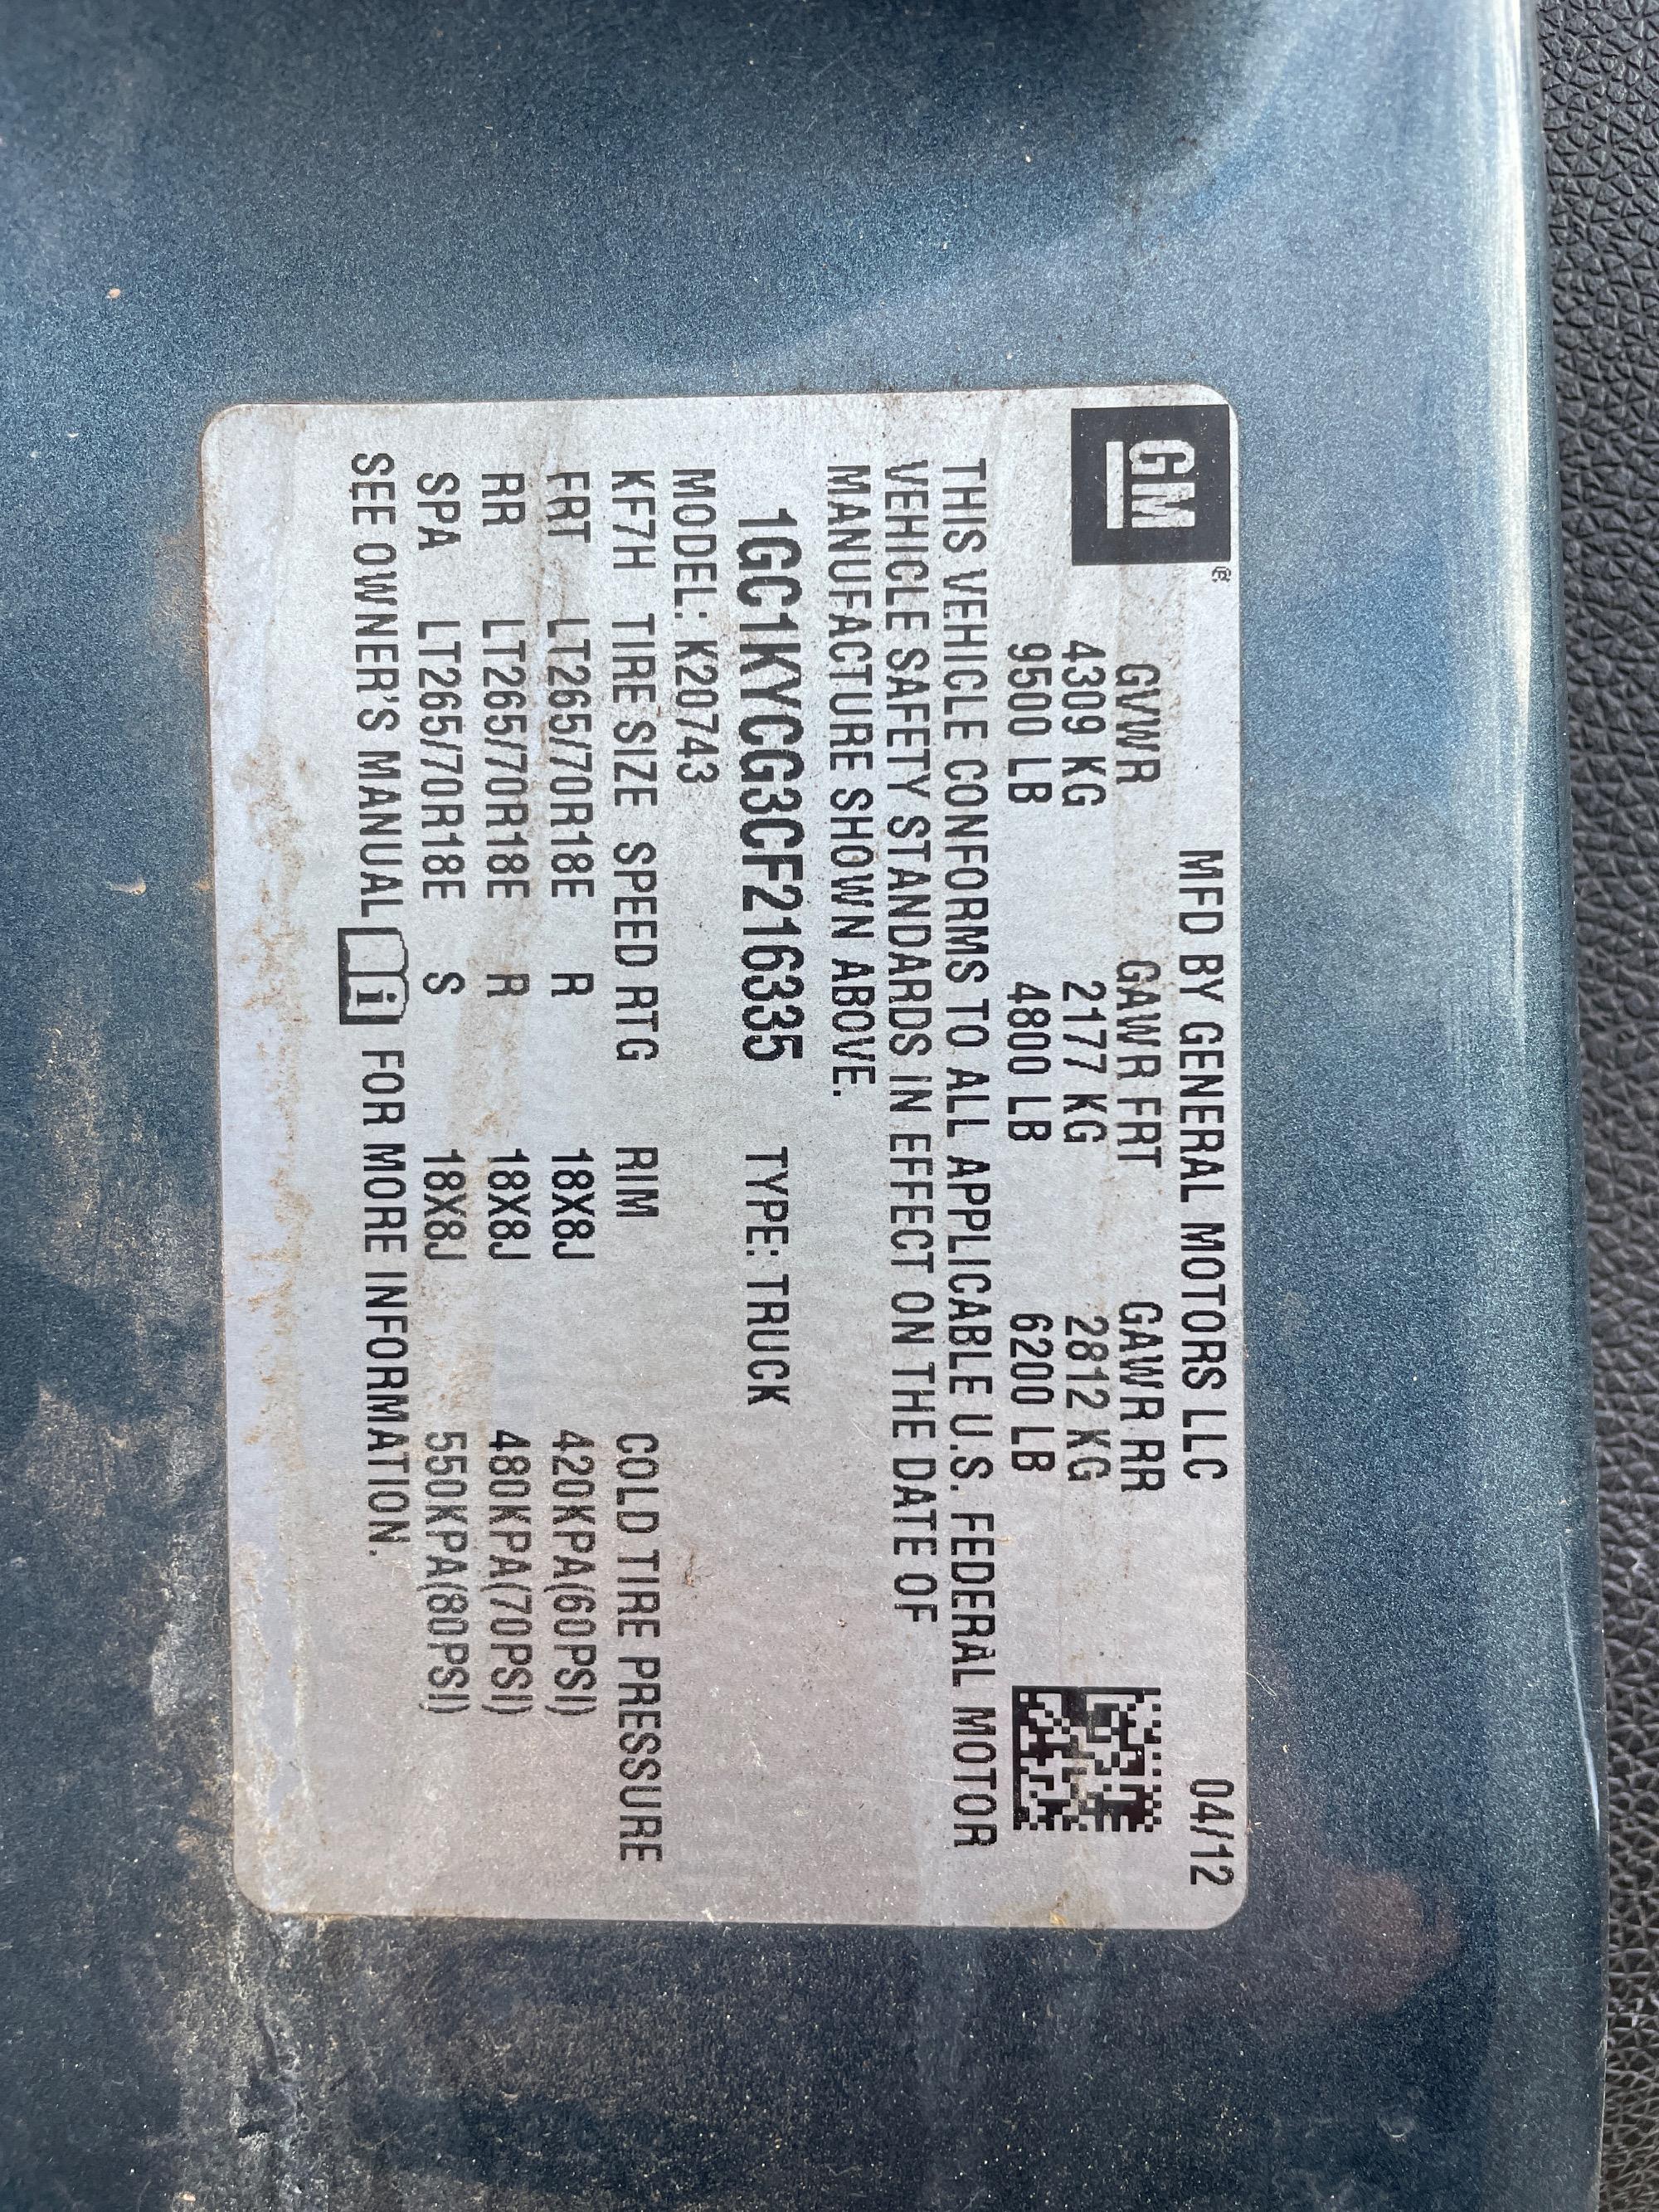 GM®
MFD BY GENERAL MOTORS LLC 04/12
GVWR GAWR FRT GAWR RR
4309 KG 2177 KG 2812 KG
9500 LB 4800 LB 6200 LB
THIS VEHICLE CONFORMS TO ALL APPLICABLE U.S. FEDERAL MOTOR
VEHICLE SAFETY STANDARDS IN EFFECT ON THE DATE OF
MANUFACTURE SHOWN ABOVE.
1GC1KYCG3CF216335 TYPE: TRUCK
MODEL: K20743
KF7H TIRE SIZE SPEED RTG RIM COLD TIRE PRESSURE
FRT LT265/70R18E R 18X8J 420KPA(60PSI)
RR LT265/70R18E R 18X8J 480KPA(70PSI)
SPA LT265/70R18E S 18X8J 550KPA(80PSI)
SEE OWNER'S MANUAL i FOR MORE INFORMATION.